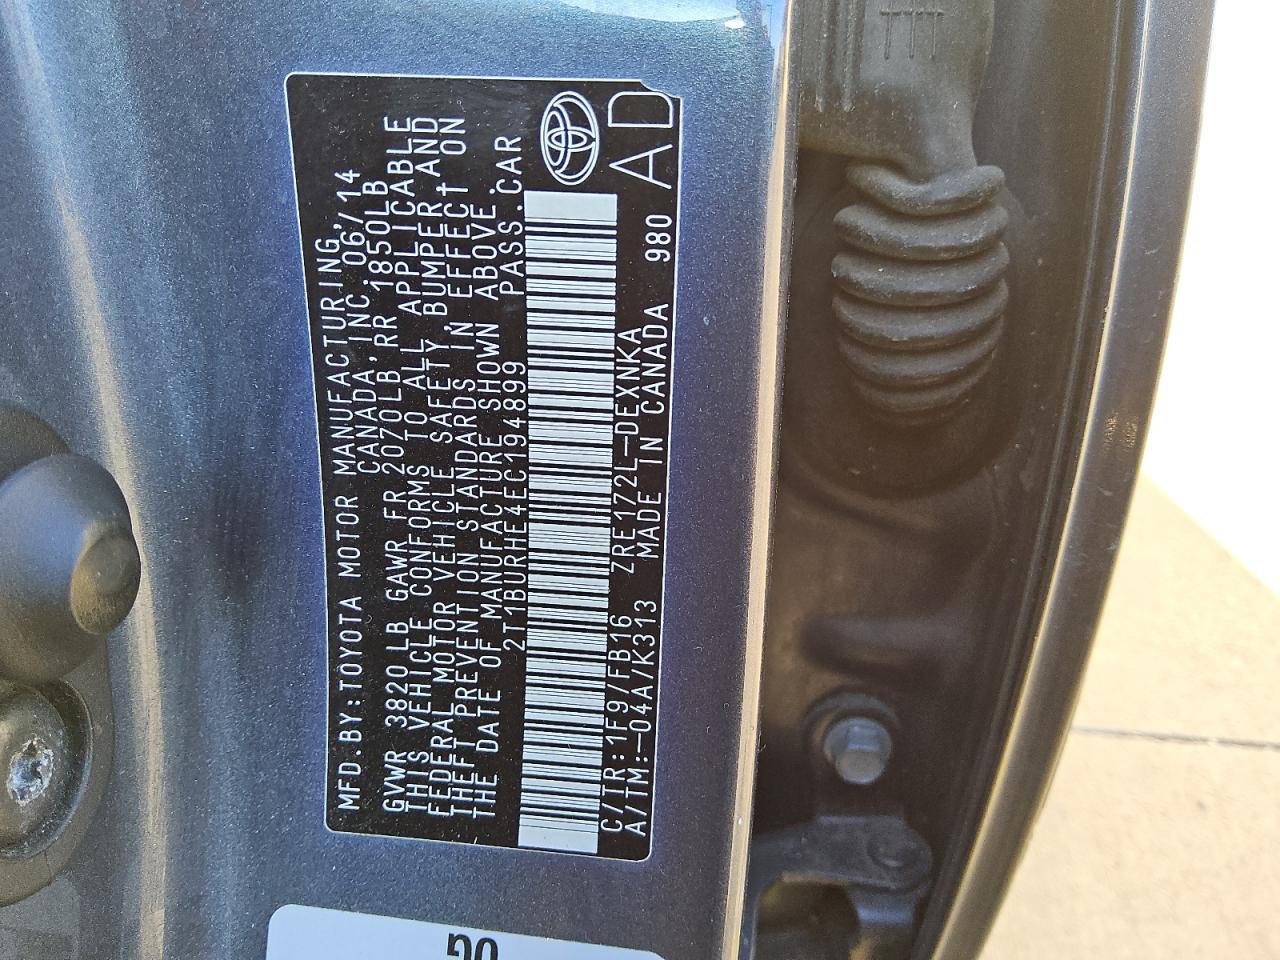 MFD.BY:TOYOTA MOTOR MANUFACTURING,
CANADA,INC.06/14
GVWR 3820 LB GAWR FR 2070LB,RR 1850LB
THIS VEHICLE CONFORMS TO ALL APPLICABLE
FEDERAL MOTOR VEHICLE SAFETY, BUMPER, AND
THEFT PREVENTION STANDARDS IN EFFECT ON
THE DATE OF MANUFACTURE SHOWN ABOVE.
2T1BURHE4EC194899 PASS.CAR
C/TR:1F9/FB16 ZRE172L-DEXNKA 980 AD
A/TM:-04A/K313 MADE IN CANADA